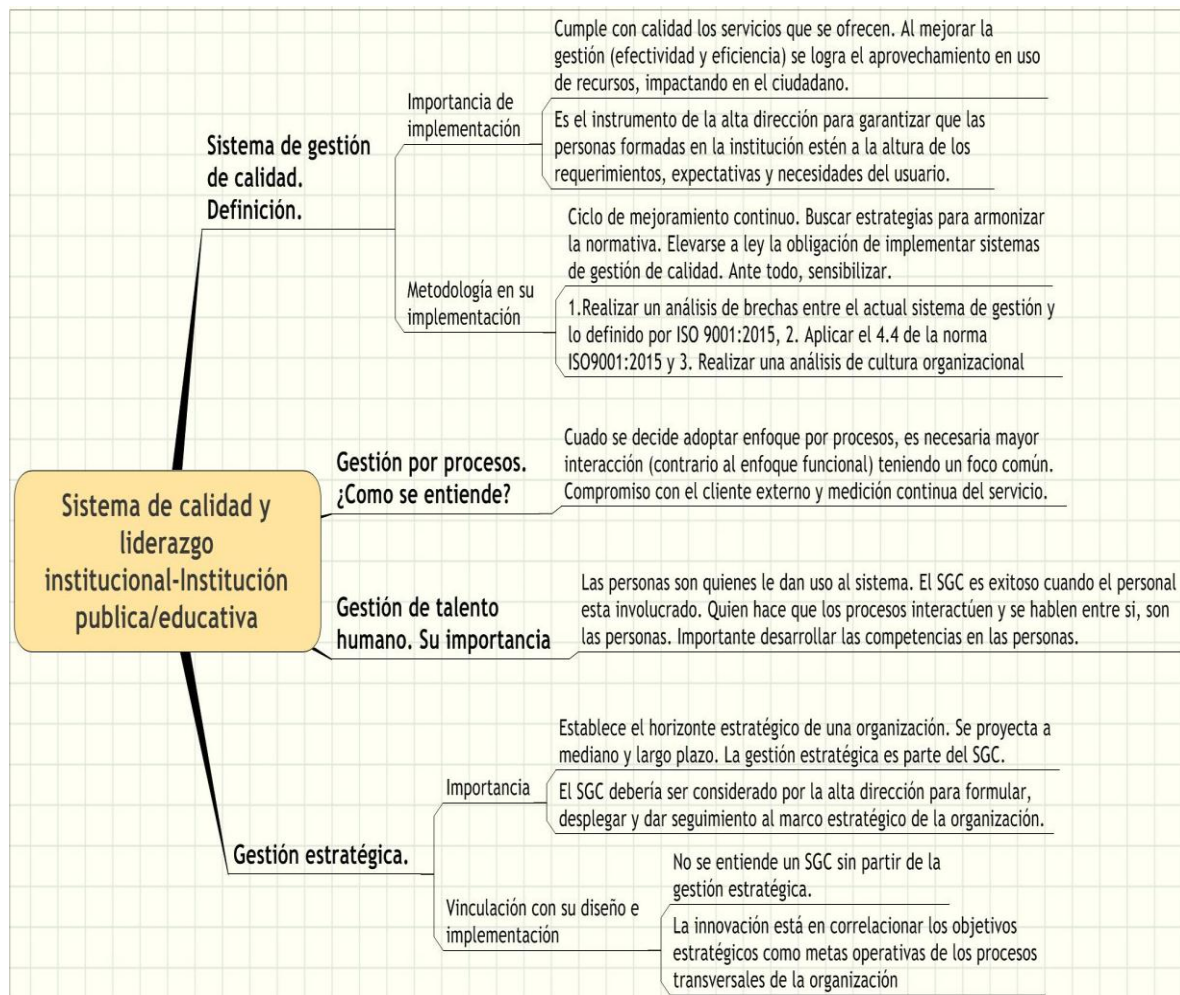 Sistema de calidad y
liderazgo
institucional-Institución
publica/educativa
Sistema de gestión
de calidad.
Definición.
Importancia de
implementación
Cumple con calidad los servicios que se ofrecen. Al mejorar la
gestión (efectividad y eficiencia) se logra el aprovechamiento en uso
de recursos, impactando en el ciudadano.
Es el instrumento de la alta dirección para garantizar que las
personas formadas en la institución estén a la altura de los
requerimientos, expectativas y necesidades del usuario.
Metodología en su
implementación
Ciclo de mejoramiento continuo. Buscar estrategias para armonizar
la normativa. Elevarse a ley la obligación de implementar sistemas
de gestión de calidad. Ante todo, sensibilizar.
1.Realizar un análisis de brechas entre el actual sistema de gestión y
lo definido por ISO 9001:2015, 2. Aplicar el 4.4 de la norma
ISO9001:2015 y 3. Realizar una análisis de cultura organizacional
Gestión por procesos.
¿Como se entiende?
Cuado se decide adoptar enfoque por procesos, es necesaria mayor
interacción (contrario al enfoque funcional) teniendo un foco común.
Compromiso con el cliente externo y medición continua del servicio.
Gestión de talento
humano. Su importancia
Las personas son quienes le dan uso al sistema. El SGC es exitoso cuando el personal
esta involucrado. Quien hace que los procesos interactúen y se hablen entre si, son
las personas. Importante desarrollar las competencias en las personas.
Gestión estratégica.
Importancia
Establece el horizonte estratégico de una organización. Se proyecta a
mediano y largo plazo. La gestión estratégica es parte del SGC.
El SGC debería ser considerado por la alta dirección para formular,
desplegar y dar seguimiento al marco estratégico de la organización.
Vinculación con su diseño e
implementación
No se entiende un SGC sin partir de la
gestión estratégica.
La innovación está en correlacionar los objetivos
estratégicos como metas operativas de los procesos
transversales de la organización